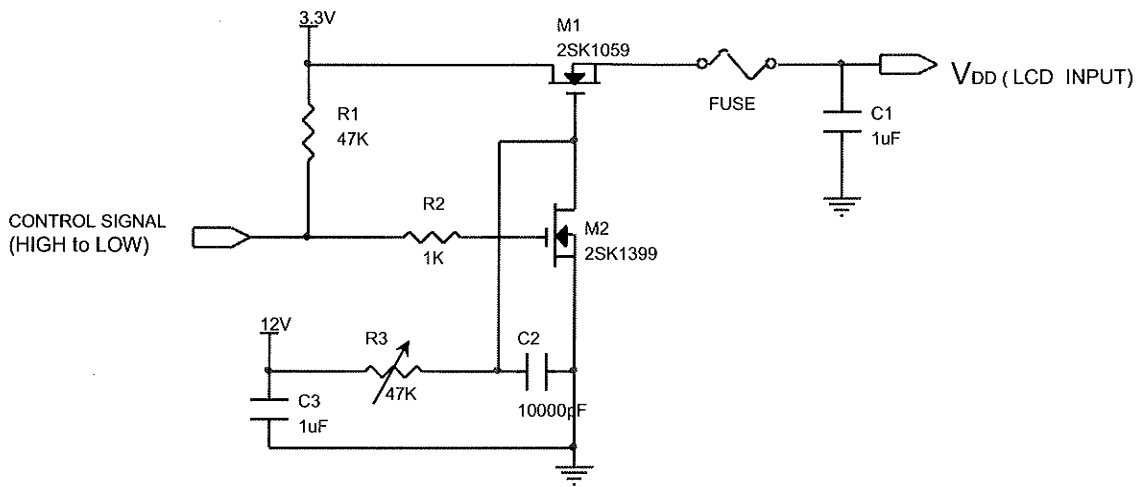 3.3V
M1
2SK1059
FUSE
VDD ( LCD INPUT)
R1
47K
C1
1uF
CONTROL SIGNAL
(HIGH to LOW)
R2
1K
M2
2SK1399
12V
R3
47K
C2
10000pF
C3
1uF